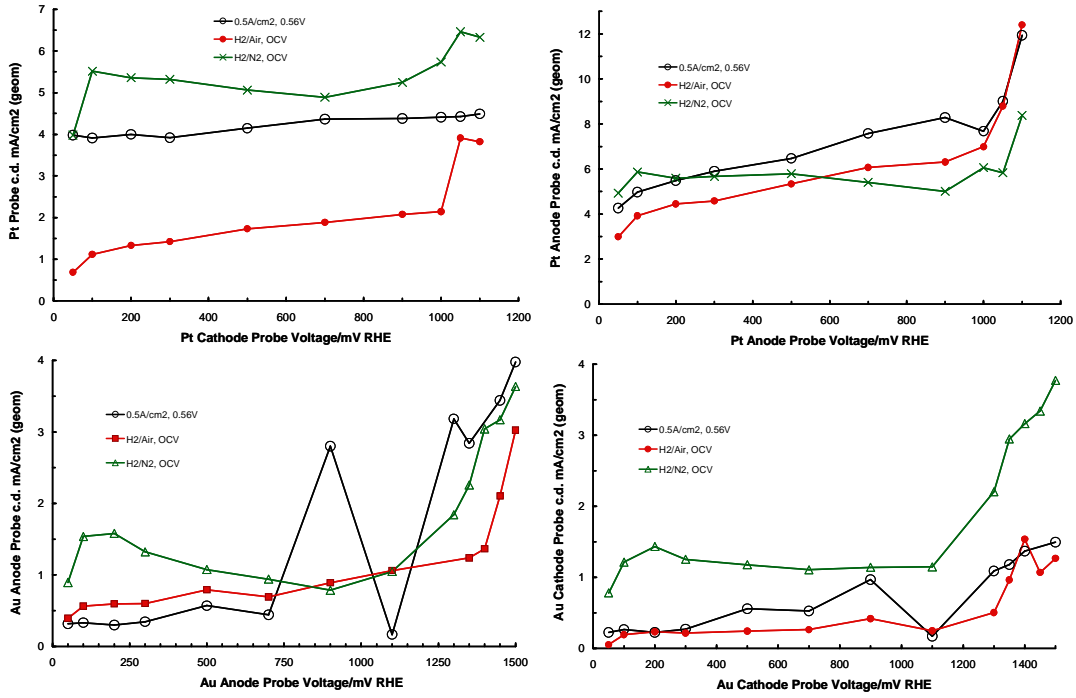 7
6
5
4
3
2
1
0
Pt Probe c.d. mA/cm2 (geom)
0.5A/cm2, 0.56V
H2/Air, OCV
H2/N2, OCV
0 200 400 600 800 1000 1200
Pt Cathode Probe Voltage/mV RHE
12
10
8
6
4
2
0
Pt Anode Probe c.d. mA/cm2 (geom)
0.5A/cm2, 0.56V
H2/Air, OCV
H2/N2, OCV
0 200 400 600 800 1000 1200
Pt Anode Probe Voltage/mV RHE
4
3
2
1
0
Au Anode Probe c.d. mA/cm2 (geom)
0.5A/cm2, 0.56V
H2/Air, OCV
H2/N2, OCV
0 250 500 750 1000 1250 1500
Au Anode Probe Voltage/mV RHE
4
3
2
1
0
Au Cathode Probe c.d. mA/cm2 (geom)
0.5A/cm2, 0.56V
H2/Air, OCV
H2/N2, OCV
0 200 400 600 800 1000 1200 1400
Au Cathode Probe Voltage/mV RHE